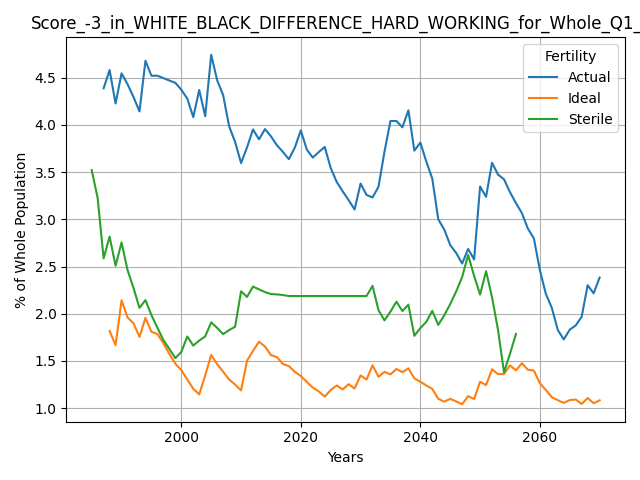 Score_-3_in_WHITE_BLACK_DIFFERENCE_HARD_WORKING_for_Whole_Q1_
Fertility
Actual
Ideal
Sterile
% of Whole Population
4.5
4.0
3.5
3.0
2.5
2.0
1.5
1.0
2000 2020 2040 2060
Years